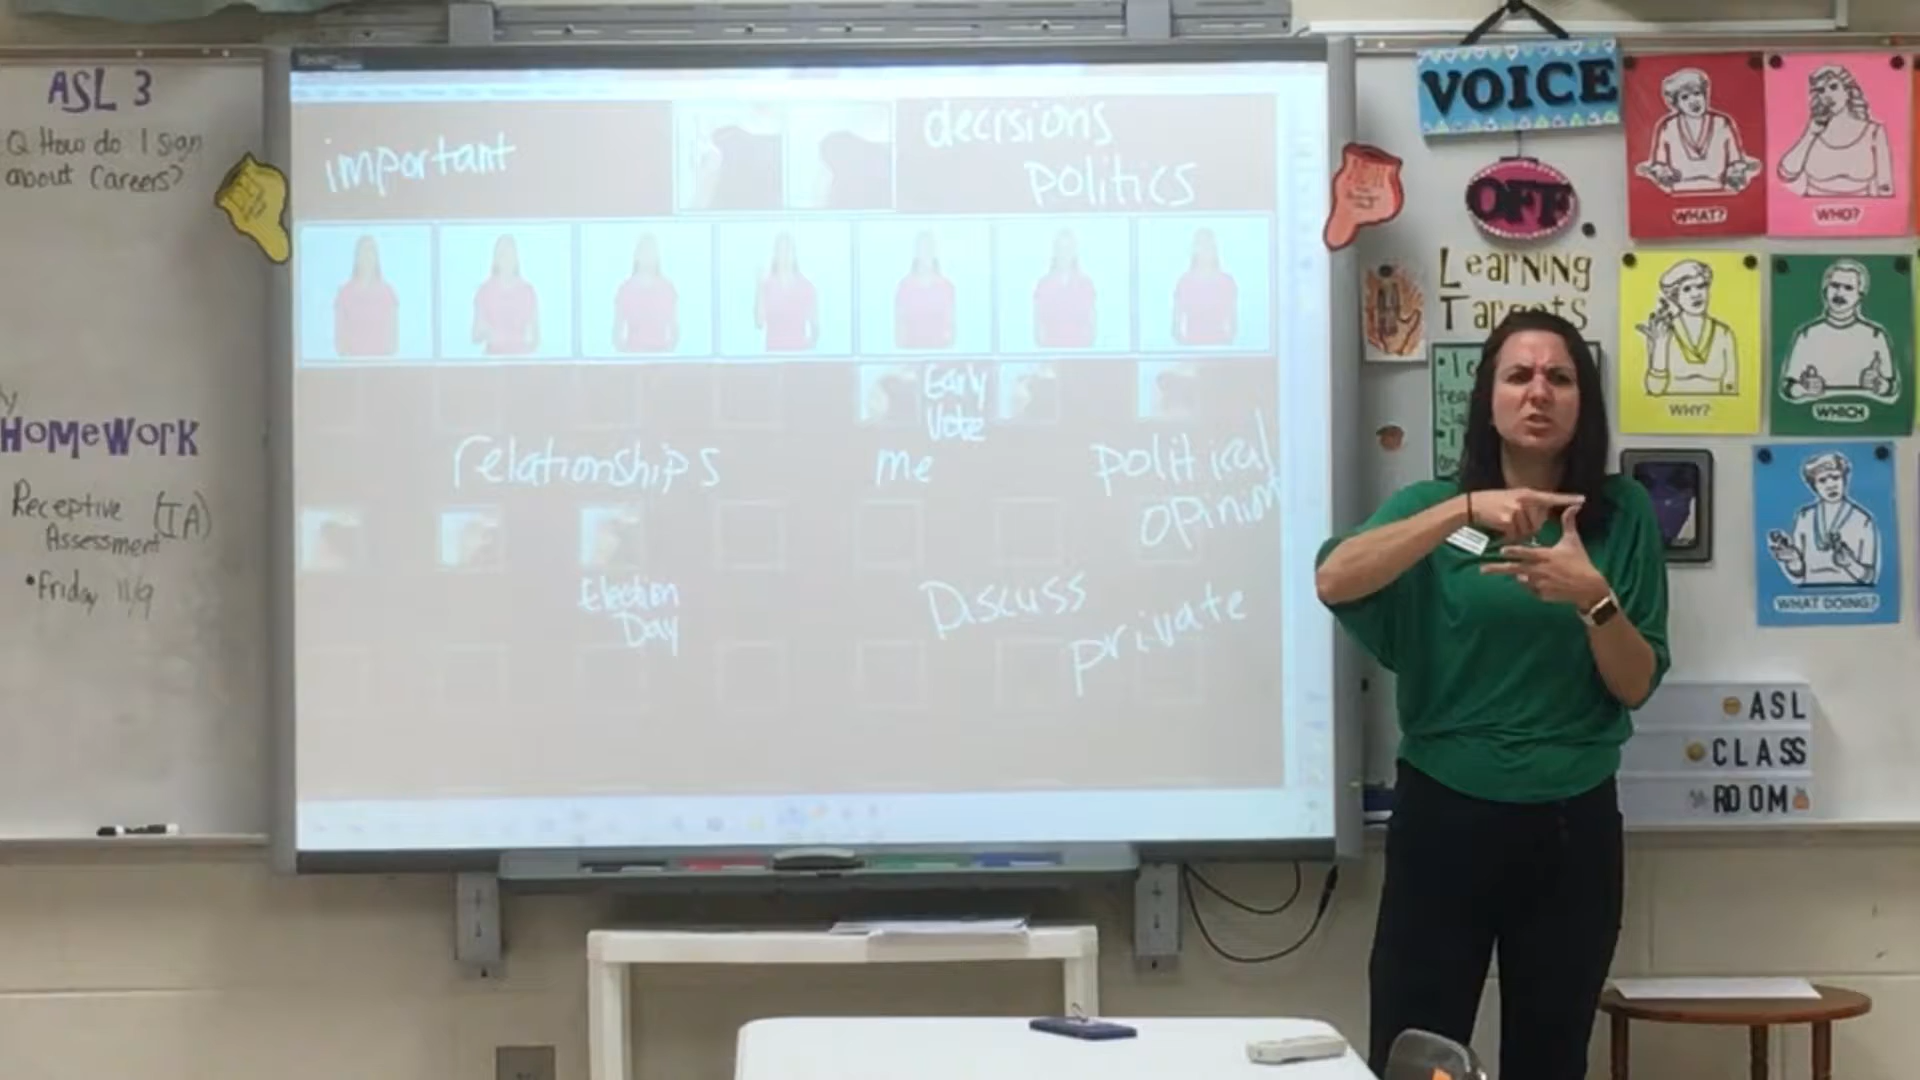 ASL 3
Q How do I sign
about Careers?
HOMEWORK
Receptive (IA)
Assessment
• Friday 11/9
important
decisions
politics
Early
Vote
relationships
me
political
opinion
Election
Day
Discuss
private
VOICE
OFF
Learning
Targets
WHAT?
WHO?
WHY?
WHICH
WHAT DOING?
ASL
CLASS
ROOM